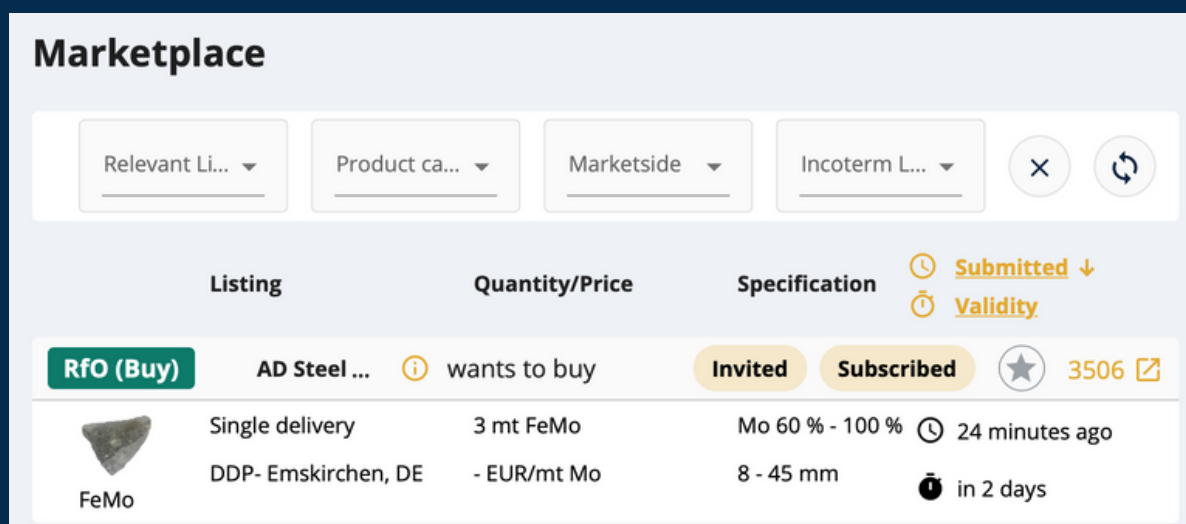 Marketplace
Relevant Li... Product ca... Marketside Incoterm L...
Listing Quantity/Price Specification Submitted ↓
Validity
RfO (Buy) AD Steel ... wants to buy Invited Subscribed 3506
Single delivery 3 mt FeMo Mo 60 % - 100 % 24 minutes ago
DDP- Emskirchen, DE - EUR/mt Mo 8 - 45 mm in 2 days
FeMo